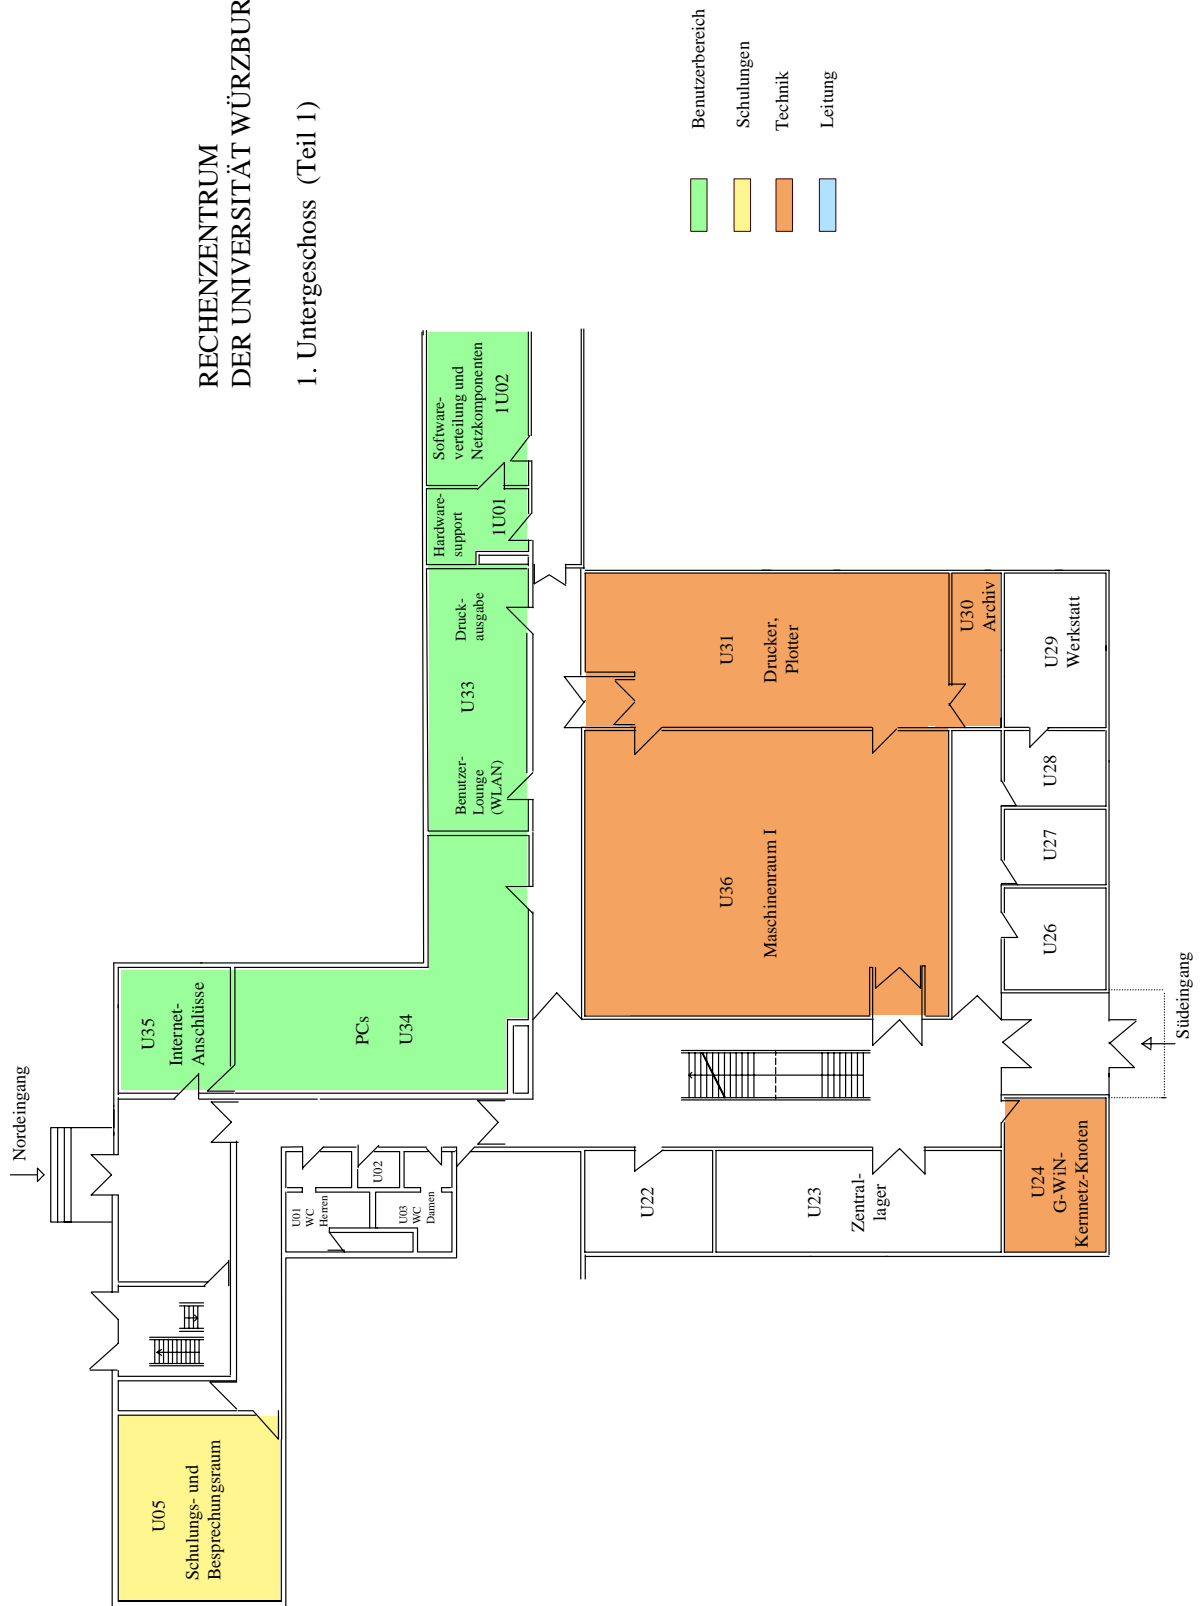 RECHENZENTRUM
DER UNIVERSITÄT WÜRZBUR
1. Untergeschoss (Teil 1)
Benutzerbereich
Schulungen
Technik
Leitung
Nordeingang
U05
Schulungs- und
Besprechungsraum
U35
Internet-
Anschlüsse
PCs
U34
U01
WC
Herren
U02
U03
WC
Damen
Benutzer-
Lounge
(WLAN)
U33
Druck-
ausgabe
Hardware-
support
1U01
Software-
verteilung und
Netzkomponenten
1U02
U22
U23
Zentral-
lager
U24
G-WiN-
Kernnetz-Knoten
U36
Maschinenraum I
U31
Drucker,
Plotter
U30
Archiv
U26
U27
U28
U29
Werkstatt
Südeingang